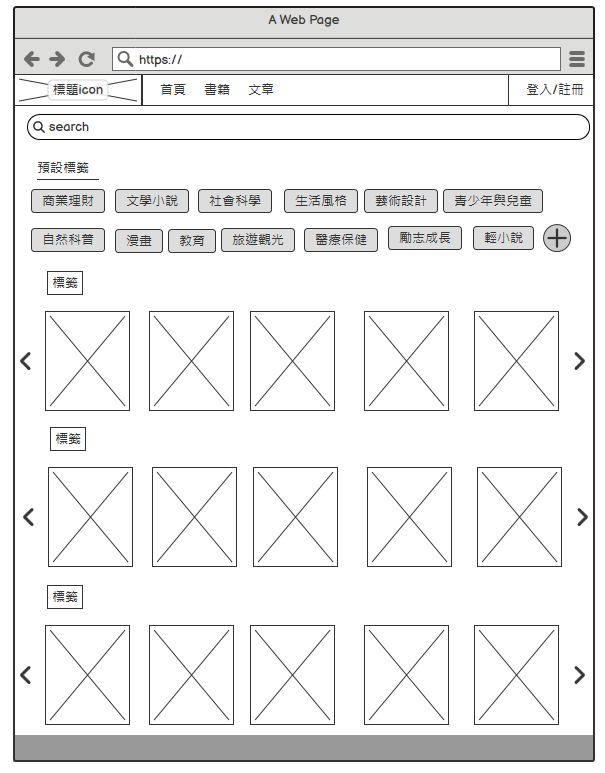 A Web Page
https://
標題icon 首頁 書籍 文章 登入/註冊
search
預設標籤
商業理財 文學小說 社會科學 生活風格 藝術設計 青少年與兒童
自然科普 漫畫 教育 旅遊觀光 醫療保健 勵志成長 輕小說
標籤
標籤
標籤